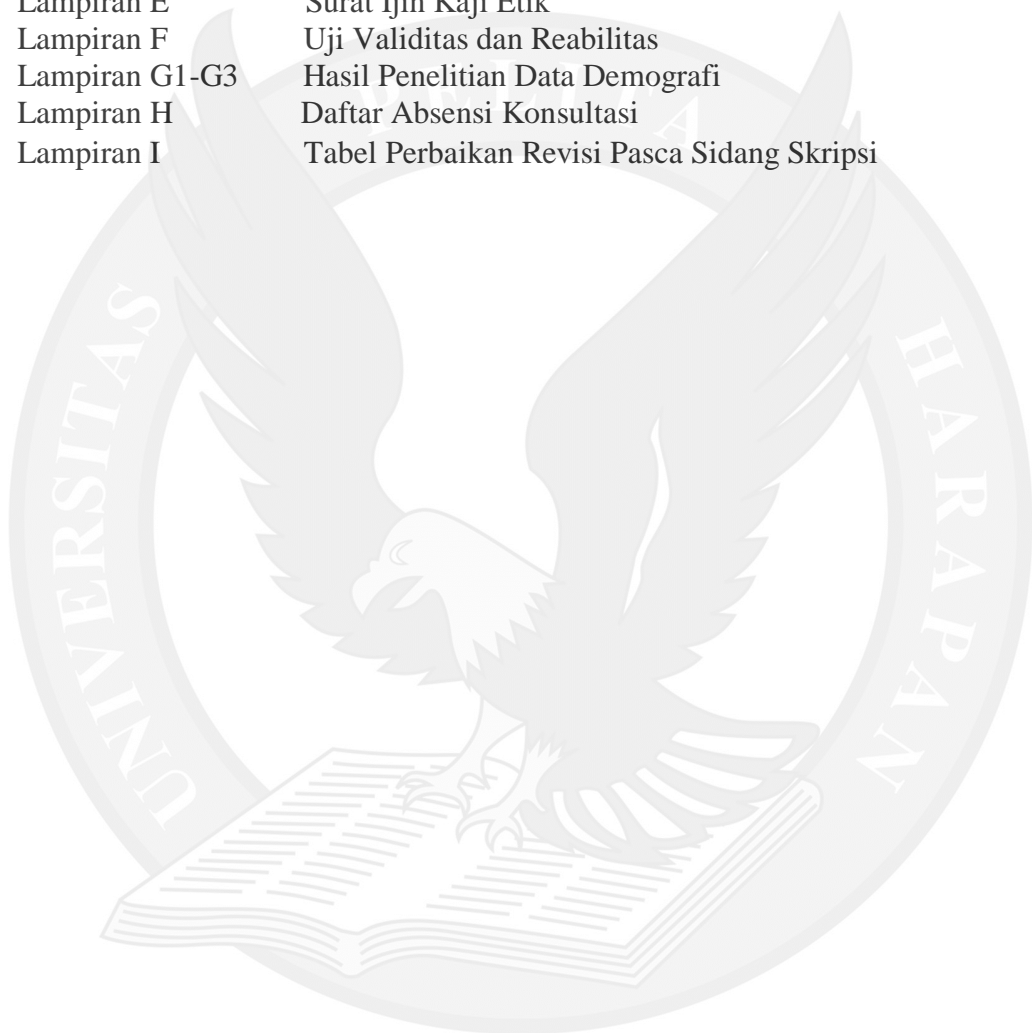 Lampiran E Surat Ijin Kaji Etik
Lampiran F Uji Validitas dan Reabilitas
Lampiran G1-G3 Hasil Penelitian Data Demografi
Lampiran H Daftar Absensi Konsultasi
Lampiran I Tabel Perbaikan Revisi Pasca Sidang Skripsi
UNIVERSITAS PELITA HARAPAN